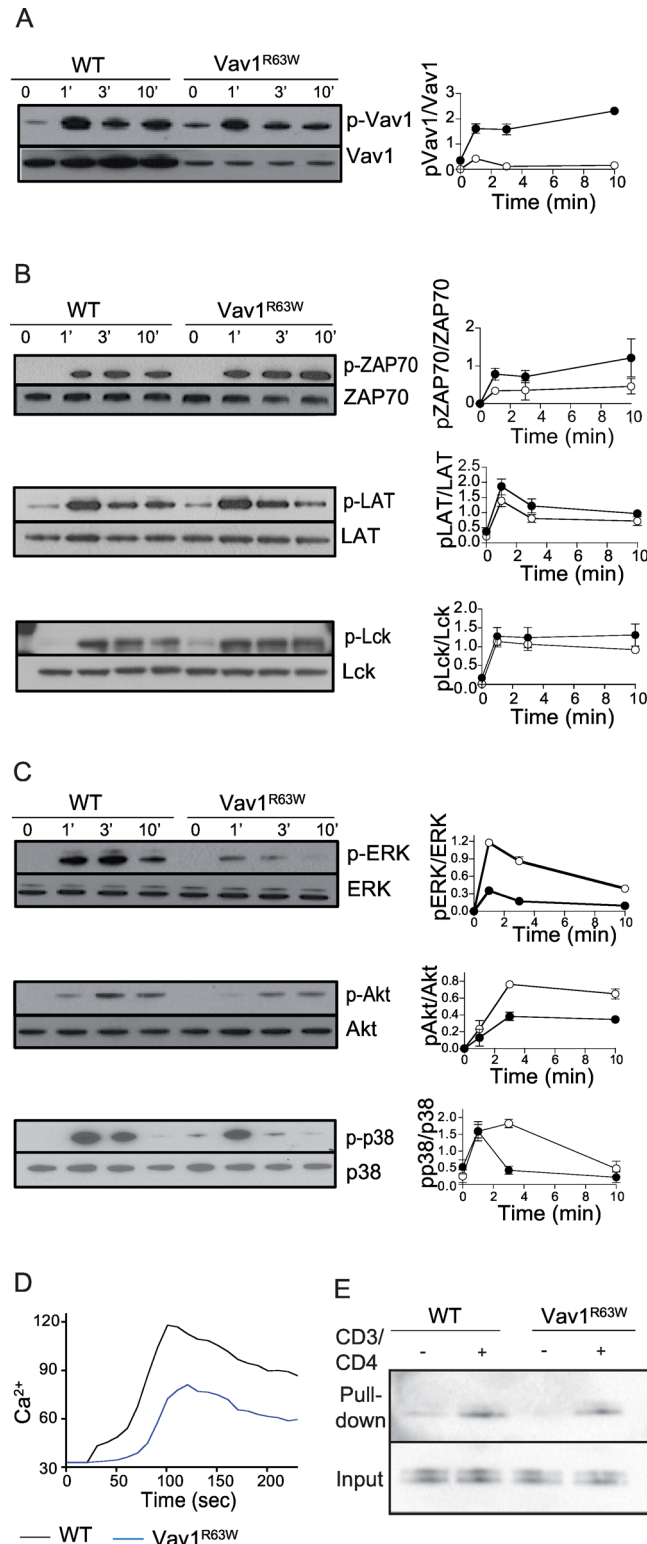 A
WT Vav1R63W
0 1’ 3’ 10’ 0 1’ 3’ 10’
p-Vav1
Vav1
pVav1/Vav1
3
2
1
0
0 2 4 6 8 10
Time (min)
B
WT Vav1R63W
0 1’ 3’ 10’ 0 1’ 3’ 10’
p-ZAP70
ZAP70
pZAP70/ZAP70
2
1
0
0 2 4 6 8 10
Time (min)
p-LAT
LAT
pLAT/LAT
2.5
2.0
1.5
1.0
0.5
0.0
0 2 4 6 8 10
Time (min)
p-Lck
Lck
pLck/Lck
2.0
1.5
1.0
0.5
0.0
0 2 4 6 8 10
Time (min)
C
WT Vav1R63W
0 1’ 3’ 10’ 0 1’ 3’ 10’
p-ERK
ERK
pERK/ERK
1.2
0.9
0.6
0.3
0.0
0 2 4 6 8 10
Time (min)
p-Akt
Akt
pAkt/Akt
0.8
0.6
0.4
0.2
0.0
0 2 4 6 8 10
Time (min)
p-p38
p38
pp38/p38
2.0
1.5
1.0
0.5
0.0
0 2 4 6 8 10
Time (min)
D
Ca2+
120
90
60
30
0 50 100 150 200
Time (sec)
WT Vav1R63W
E
WT Vav1R63W
CD3/
CD4
- + - +
Pull-
down
Input